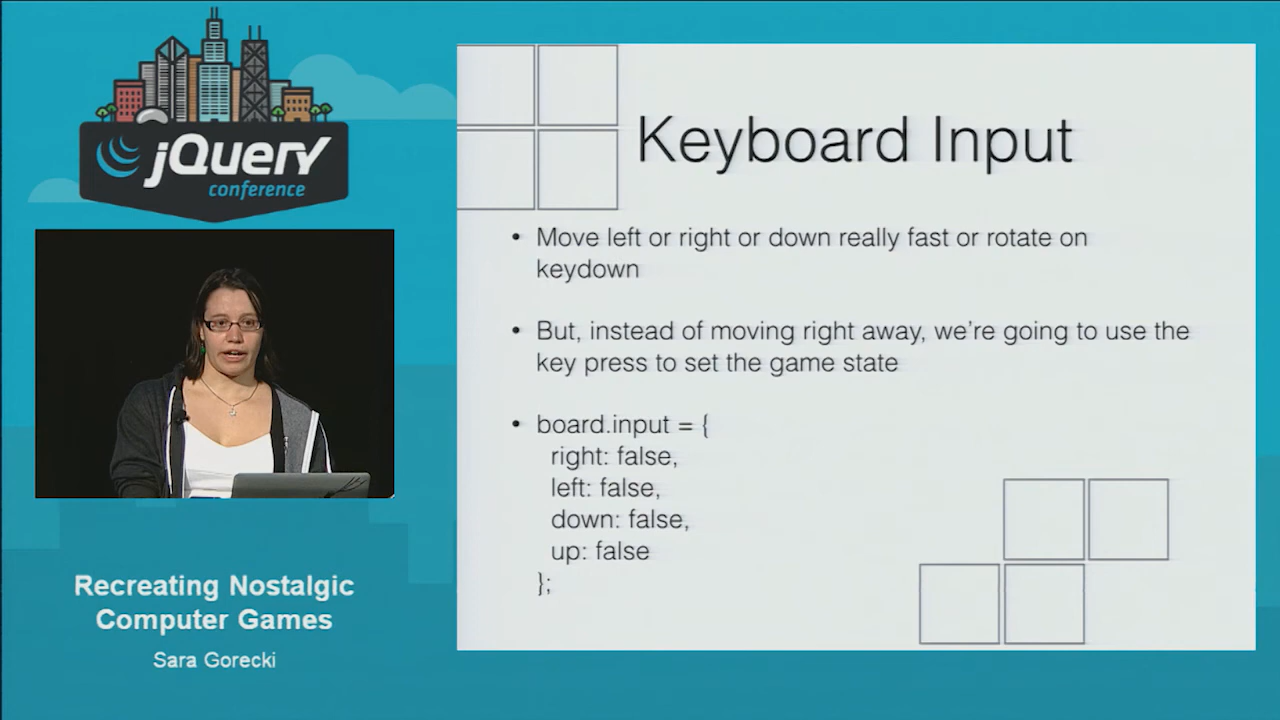 jQuery
conference
Recreating Nostalgic
Computer Games
Sara Gorecki
Keyboard Input
• Move left or right or down really fast or rotate on
keydown
• But, instead of moving right away, we're going to use the
key press to set the game state
• board.input = {
right: false,
left: false,
down: false,
up: false
};